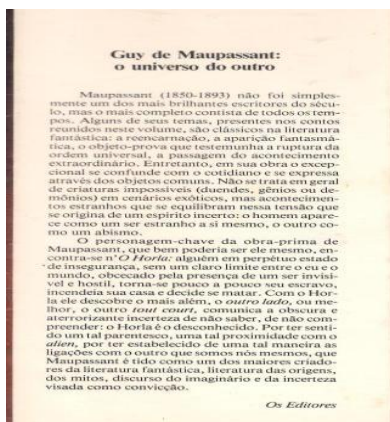 Guy de Maupassant:
o universo do outro
Maupassant (1850-1893) não foi simples-
mente um dos mais brilhantes escritores do sécu-
lo, mas o mais completo contista de todos os tem-
pos. Alguns de seus temas, presentes nos contos
reunidos neste volume, são clássicos na literatura
fantástica: a reencarnação, a aparição fantasmá-
tica, o objeto-prova que testemunha a ruptura da
ordem universal, a passagem do acontecimento
extraordinário. Entretanto, em sua obra o excep-
cional se confunde com o cotidiano e se expressa
através dos objetos comuns. Não se trata em geral
de criaturas impossíveis (duendes, gênios ou de-
mônios) em cenários exóticos, mas acontecimen-
tos estranhos que se equilibram nessa tensão que
se origina de um espírito incerto: o homem apare-
ce como um ser estranho a si mesmo, o outro co-
mo um abismo.
O personagem-chave da obra-prima de
Maupassant, que bem poderia ser ele mesmo, en-
contra-se n'O Horla: alguém em perpétuo estado
de insegurança, sem um claro limite entre o eu e o
mundo, obcecado pela presença de um ser invisí-
vel e hostil, torna-se pouco a pouco seu escravo,
incendeia sua casa e decide se matar. Com o Hor-
la ele descobre o mais além, o outro lado, ou me-
lhor, o outro tout court, comunica a obscura e
aterrorizante incerteza de não saber, de não com-
preender: o Horla é o desconhecido. Por ter senti-
do um tal parentesco, uma tal proximidade com o
alien, por ter estabelecido de uma tal maneira as
ligações com o outro que somos nós mesmos, que
Maupassant é tido como um dos maiores criado-
res da literatura fantástica, literatura das origens,
dos mitos, discurso do imaginário e da incerteza
visada como convicção.
Os Editores